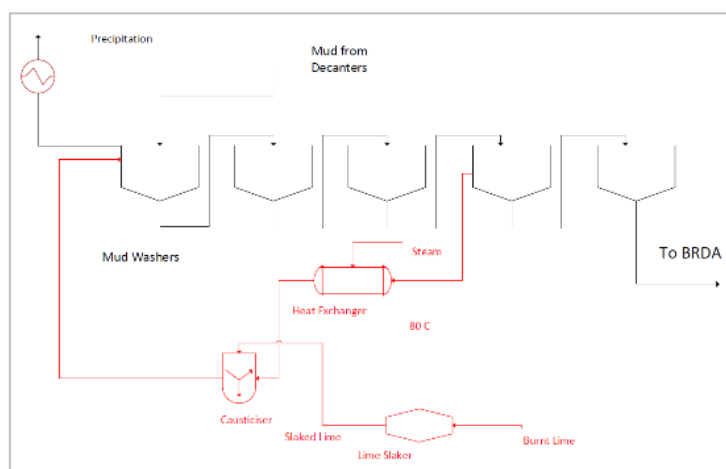 Precipitation
Mud from
Decanters
Mud Washers
Steam
To BRDA
Heat Exchanger
80 C
Causticiser
Slaked Lime
Burnt Lime
Lime Slaker